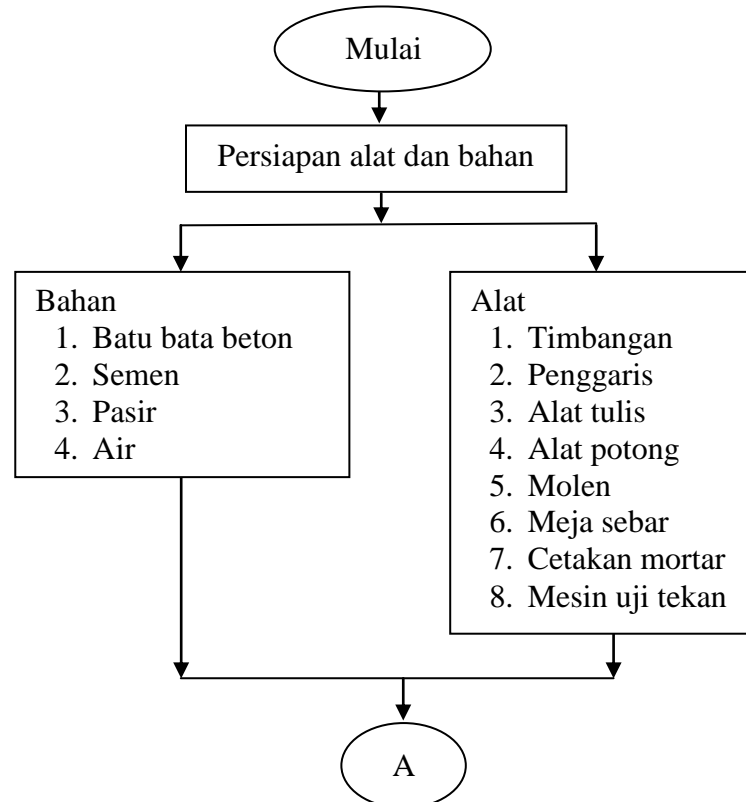 Mulai
Persiapan alat dan bahan
Bahan
1. Batu bata beton
2. Semen
3. Pasir
4. Air
Alat
1. Timbangan
2. Penggaris
3. Alat tulis
4. Alat potong
5. Molen
6. Meja sebar
7. Cetakan mortar
8. Mesin uji tekan
A